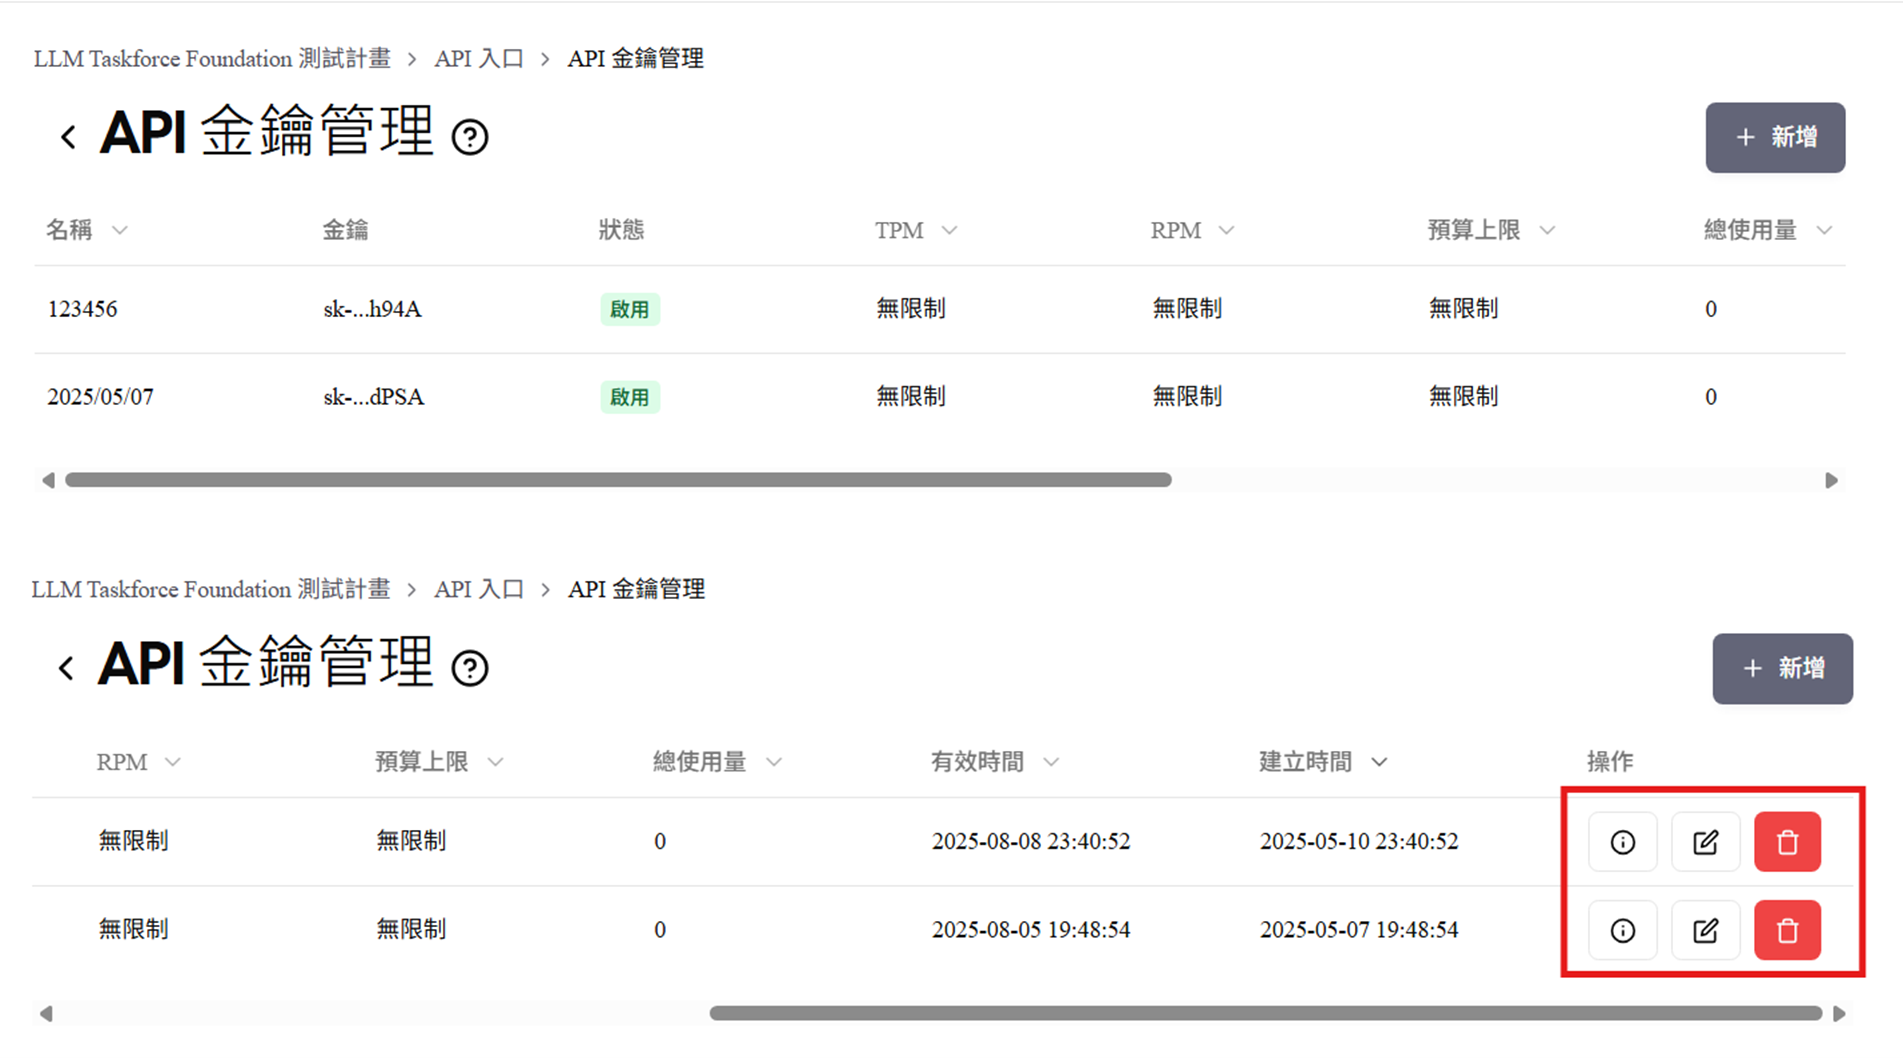 LLM Taskforce Foundation 測試計畫 > API 入口 > API 金鑰管理
API 金鑰管理
+ 新增
名稱 金鑰 狀態 TPM RPM 預算上限 總使用量
123456 sk-...h94A 啟用 無限制 無限制 無限制 0
2025/05/07 sk-...dPSA 啟用 無限制 無限制 無限制 0
LLM Taskforce Foundation 測試計畫 > API 入口 > API 金鑰管理
API 金鑰管理
+ 新增
RPM 預算上限 總使用量 有效時間 建立時間 操作
無限制 無限制 0 2025-08-08 23:40:52 2025-05-10 23:40:52
無限制 無限制 0 2025-08-05 19:48:54 2025-05-07 19:48:54